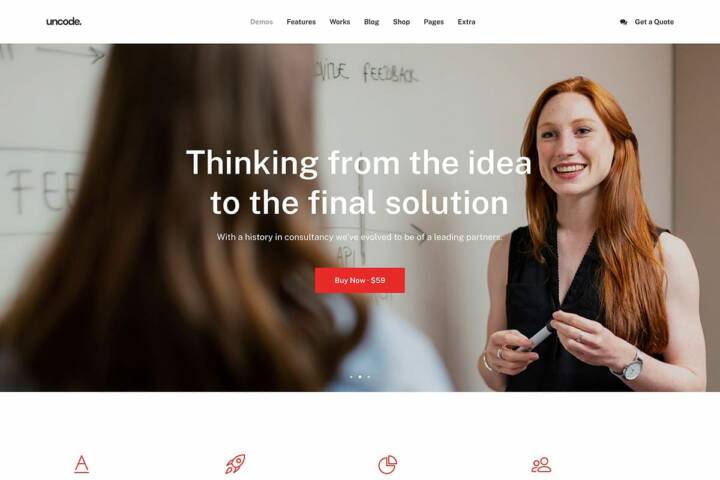 uncode.
Demos Features Works Blog Shop Pages Extra
Get a Quote
FEEDBACK
Thinking from the idea
to the final solution
With a history in consultancy we've evolved to be of a leading partners.
API
Buy Now - $59